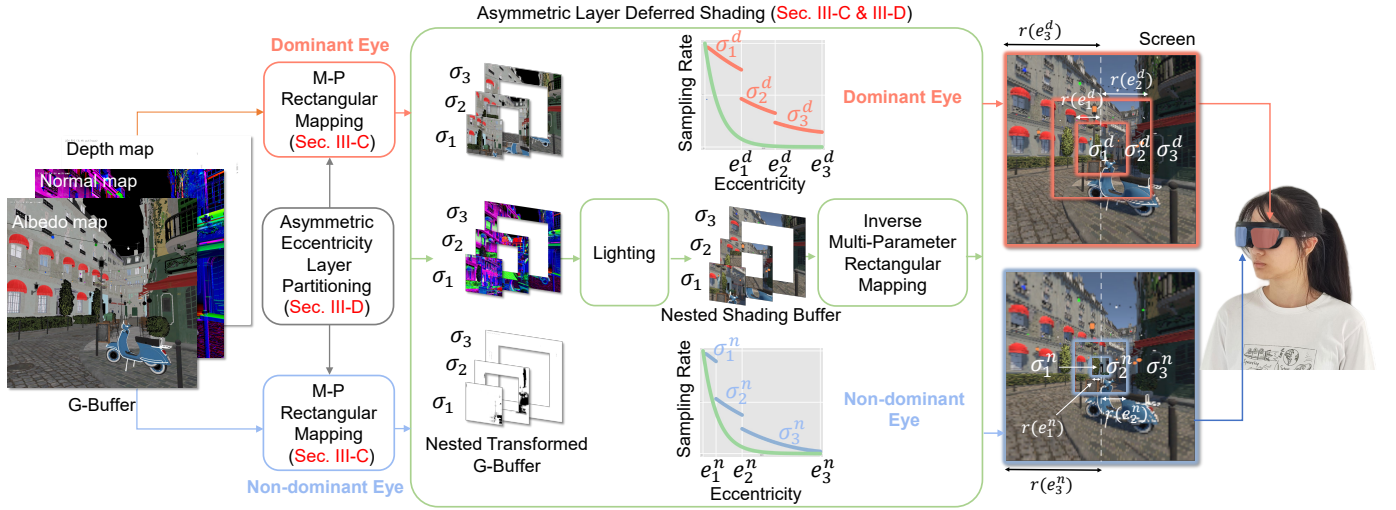 Asymmetric Layer Deferred Shading (Sec. III-C & III-D)
Dominant Eye
M-P
Rectangular
Mapping
(Sec. III-C)
Depth map
Normal map
Albedo map
G-Buffer
Asymmetric
Eccentricity
Layer
Partitioning
(Sec. III-D)
M-P
Rectangular
Mapping
(Sec. III-C)
Non-dominant Eye
σ₃
σ₂
σ₁
σ₃
σ₂
σ₁
σ₃
σ₂
σ₁
Nested Transformed
G-Buffer
Lighting
σ₃
σ₂
σ₁
Nested Shading Buffer
Sampling Rate
σ₁ᵈ
σ₂ᵈ
σ₃ᵈ
e₁ᵈ e₂ᵈ e₃ᵈ
Eccentricity
Dominant Eye
Inverse
Multi-Parameter
Rectangular
Mapping
Sampling Rate
σ₁ⁿ
σ₂ⁿ
σ₃ⁿ
e₁ⁿ e₂ⁿ e₃ⁿ
Eccentricity
Non-dominant
Eye
r(e₃ᵈ)
Screen
r(e₂ᵈ)
r(e₁ᵈ)
σ₁ᵈ σ₂ᵈ σ₃ᵈ
σ₁ⁿ σ₂ⁿ σ₃ⁿ
r(e₂ⁿ)
r(e₁ⁿ)
r(e₃ⁿ)